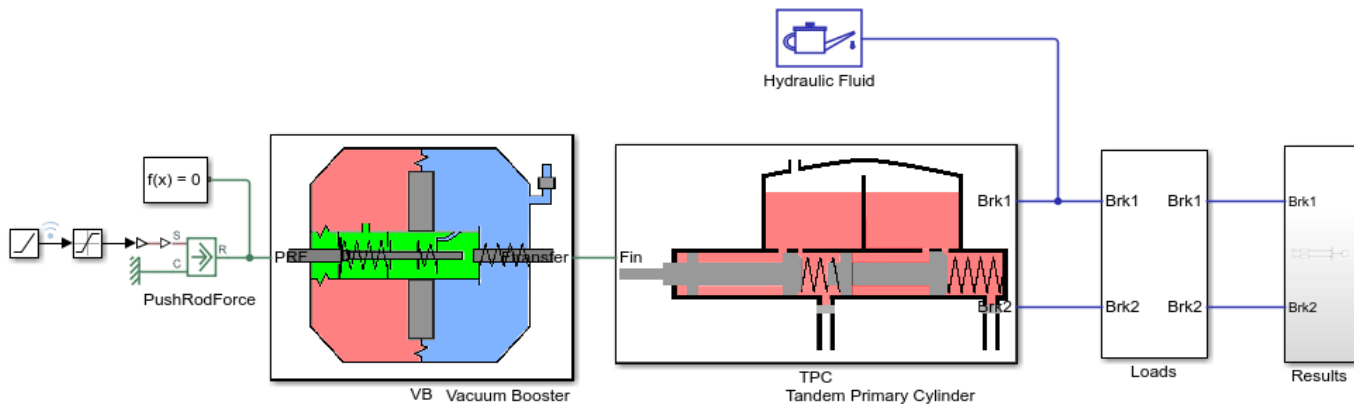 Hydraulic Fluid
f(x) = 0
S
C
R
PushRodForce
PRF
Ftransfer
VB Vacuum Booster
Fin
Brk1
Brk2
TPC
Tandem Primary Cylinder
Brk1 Brk1
Brk2 Brk2
Loads
Brk1
Brk2
Results